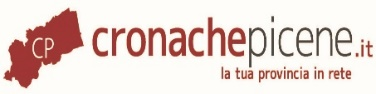 CP
cronachepicene.it
la tua provincia in rete